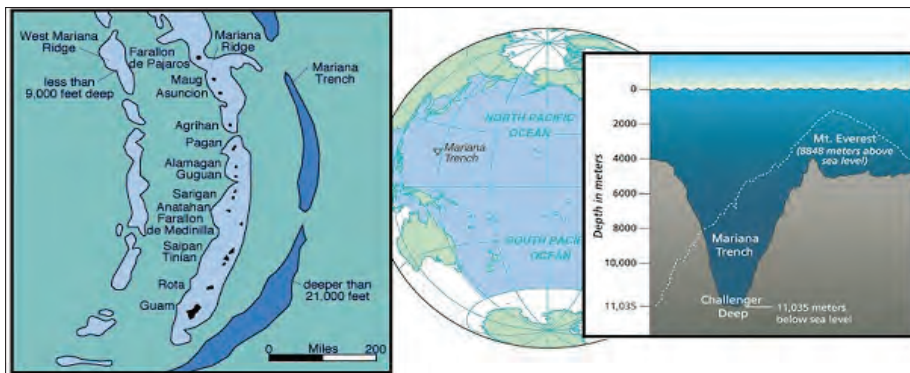 West Mariana
Ridge
less than
9,000 feet deep
Farallon
de Pajaros
Mariana
Ridge
Maug
Asuncion
Agrihan
Pagan
Alamagan
Guguan
Sarigan
Anatahan
Farallon
de Medinilla
Saipan
Tinian
Rota
Guam
Mariana
Trench
deeper than
21,000 feet
0 Miles 200
NORTH PACIFIC
OCEAN
Mariana
Trench
SOUTH PACIF
OCEAN
Depth in meters
0
2000
4000
6000
8000
10,000
11,035
Mt. Everest
(8848 meters above
sea level)
Mariana
Trench
Challenger
Deep
11,035 meters
below sea level